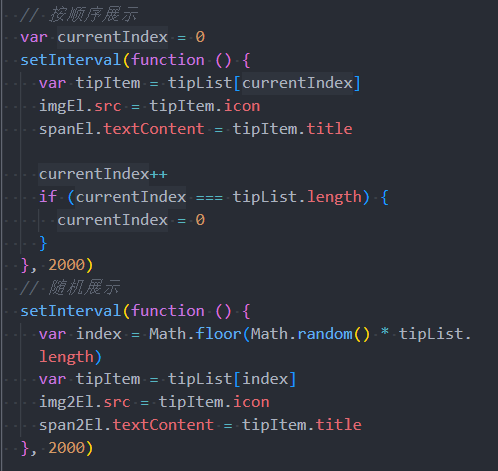 // 按顺序展示
var currentIndex = 0
setInterval(function () {
  var tipItem = tipList[currentIndex]
  imgEl.src = tipItem.icon
  spanEl.textContent = tipItem.title

  currentIndex++
  if (currentIndex === tipList.length) {
    currentIndex = 0
  }
}, 2000)
// 随机展示
setInterval(function () {
  var index = Math.floor(Math.random() * tipList.
  length)
  var tipItem = tipList[index]
  img2El.src = tipItem.icon
  span2El.textContent = tipItem.title
}, 2000)